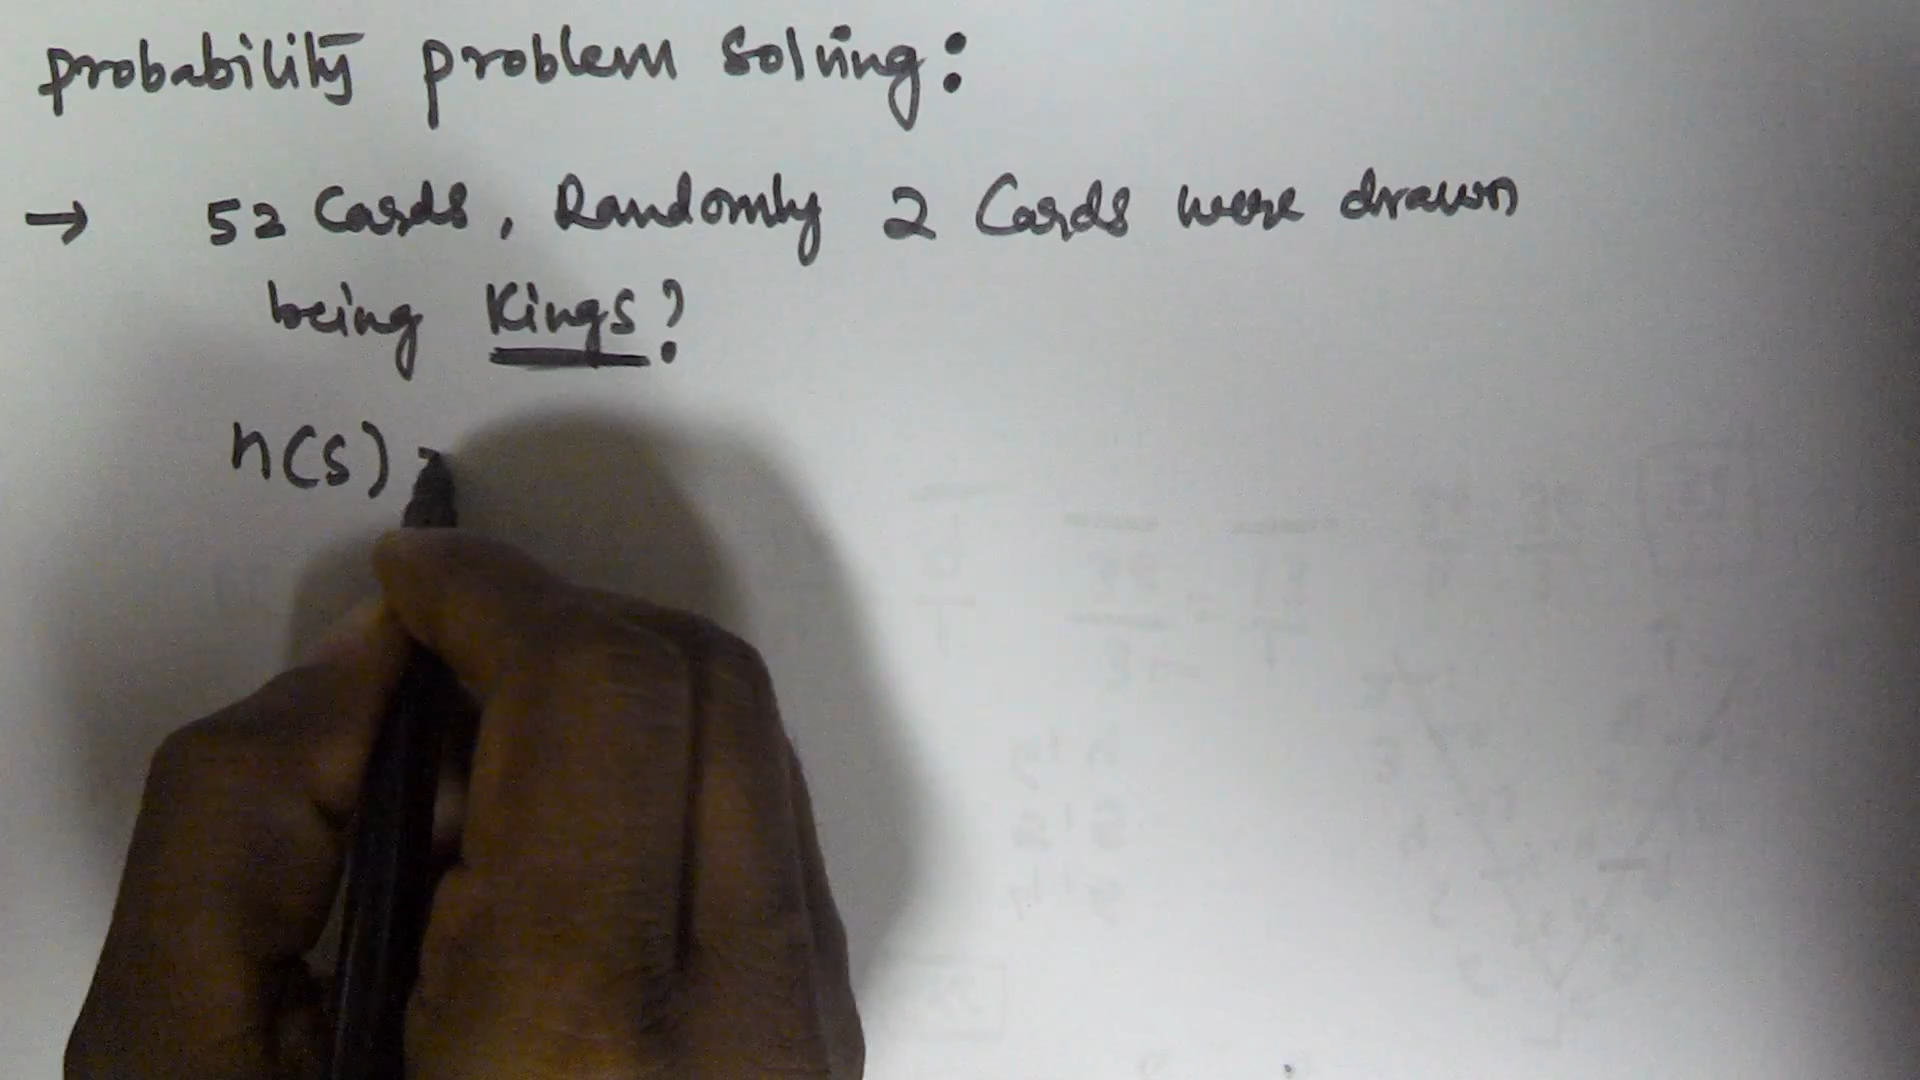 probability problem solving:
→ 52 Cards, Randomly 2 Cards were drawn
being Kings?
n(s) =